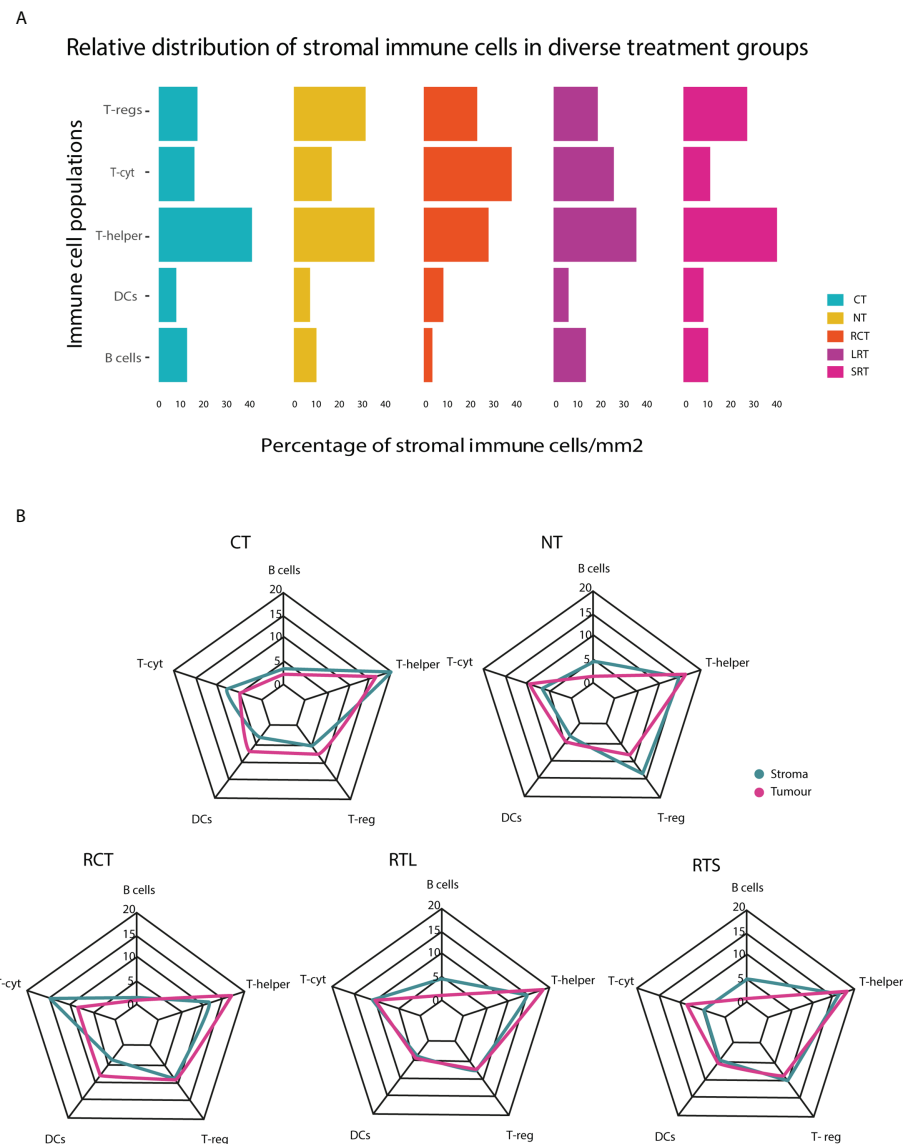 A
Relative distribution of stromal immune cells in diverse treatment groups
Immune cell populations
T-regs
T-cyt
T-helper
DCs
B cells
0 10 20 30 40
0 10 20 30 40
0 10 20 30 40
0 10 20 30 40
0 10 20 30 40
CT
NT
RCT
LRT
SRT
Percentage of stromal immune cells/mm2
B
CT
B cells
20
15
10
5
0
T-cyt
T-helper
DCs
T-reg
NT
B cells
20
15
10
5
0
T-cyt
T-helper
DCs
T-reg
Stroma
Tumour
RCT
B cells
20
15
10
5
0
T-cyt
T-helper
DCs
T-reg
RTL
B cells
20
15
10
5
0
T-cyt
T-helper
DCs
T-reg
RTS
B cells
20
15
10
5
0
T-cyt
T-helper
DCs
T- reg